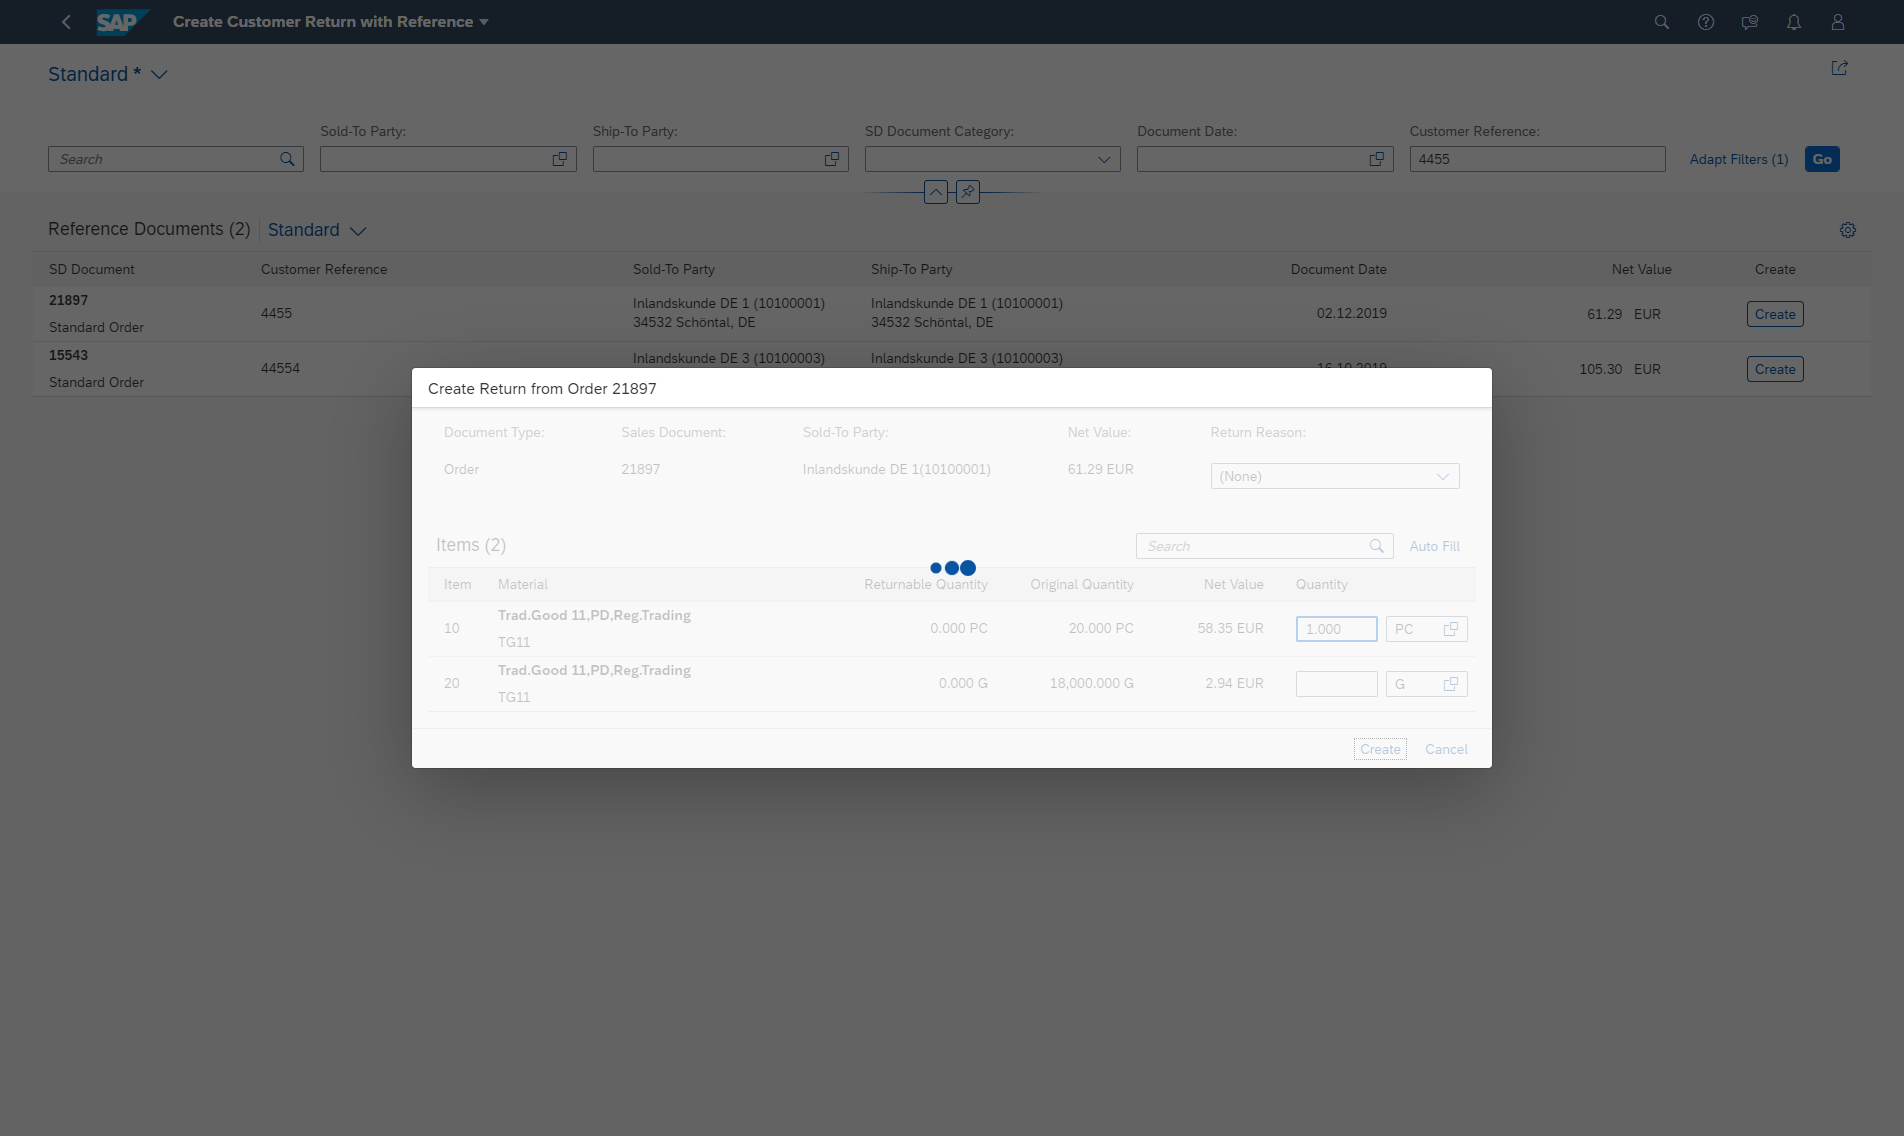 SAP Create Customer Return with Reference
Standard *
Sold-To Party: Ship-To Party: SD Document Category: Document Date: Customer Reference:
Search 4455 Adapt Filters (1) Go
Reference Documents (2) Standard
SD Document Customer Reference Sold-To Party Ship-To Party Document Date Net Value Create
21897
Standard Order 4455 Inlandskunde DE 1 (10100001) Inlandskunde DE 1 (10100001) 02.12.2019 61.29 EUR Create
34532 Schöntal, DE 34532 Schöntal, DE
15543
Standard Order 44554 Inlandskunde DE 3 (10100003) Inlandskunde DE 3 (10100003) 16.10.2019 105.30 EUR Create
Create Return from Order 21897
Document Type: Sales Document: Sold-To Party: Net Value: Return Reason:
Order 21897 Inlandskunde DE 1(10100001) 61.29 EUR (None)
Items (2) Search Auto Fill
Item Material Returnable Quantity Original Quantity Net Value Quantity
10 Trad.Good 11,PD,Reg.Trading 0.000 PC 20.000 PC 58.35 EUR 1.000 PC
TG11
20 Trad.Good 11,PD,Reg.Trading 0.000 G 18,000.000 G 2.94 EUR G
TG11
Create Cancel